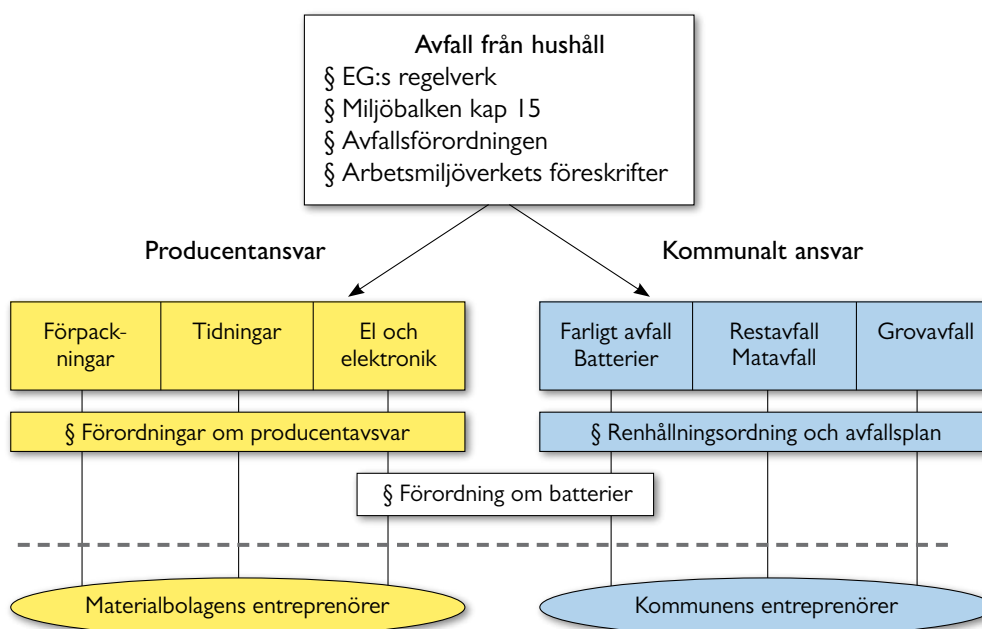 Avfall från hushåll
§ EG:s regelverk
§ Miljöbalken kap 15
§ Avfallsförordningen
§ Arbetsmiljöverkets föreskrifter
Producentansvar
Kommunalt ansvar
Förpack-
ningar
Tidningar
El och
elektronik
Farligt avfall
Batterier
Restavfall
Matavfall
Grovavfall
§ Förordningar om producentavsvar
§ Renhållningsordning och avfallsplan
§ Förordning om batterier
Materialbolagens entreprenörer
Kommunens entreprenörer